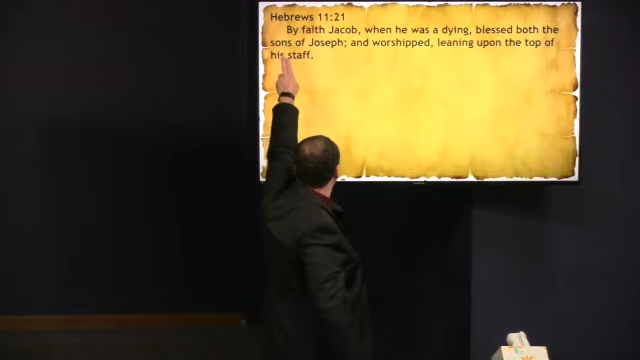 Hebrews 11:21
By faith Jacob, when he was a dying, blessed both the
sons of Joseph; and worshipped, leaning upon the top of
his staff.